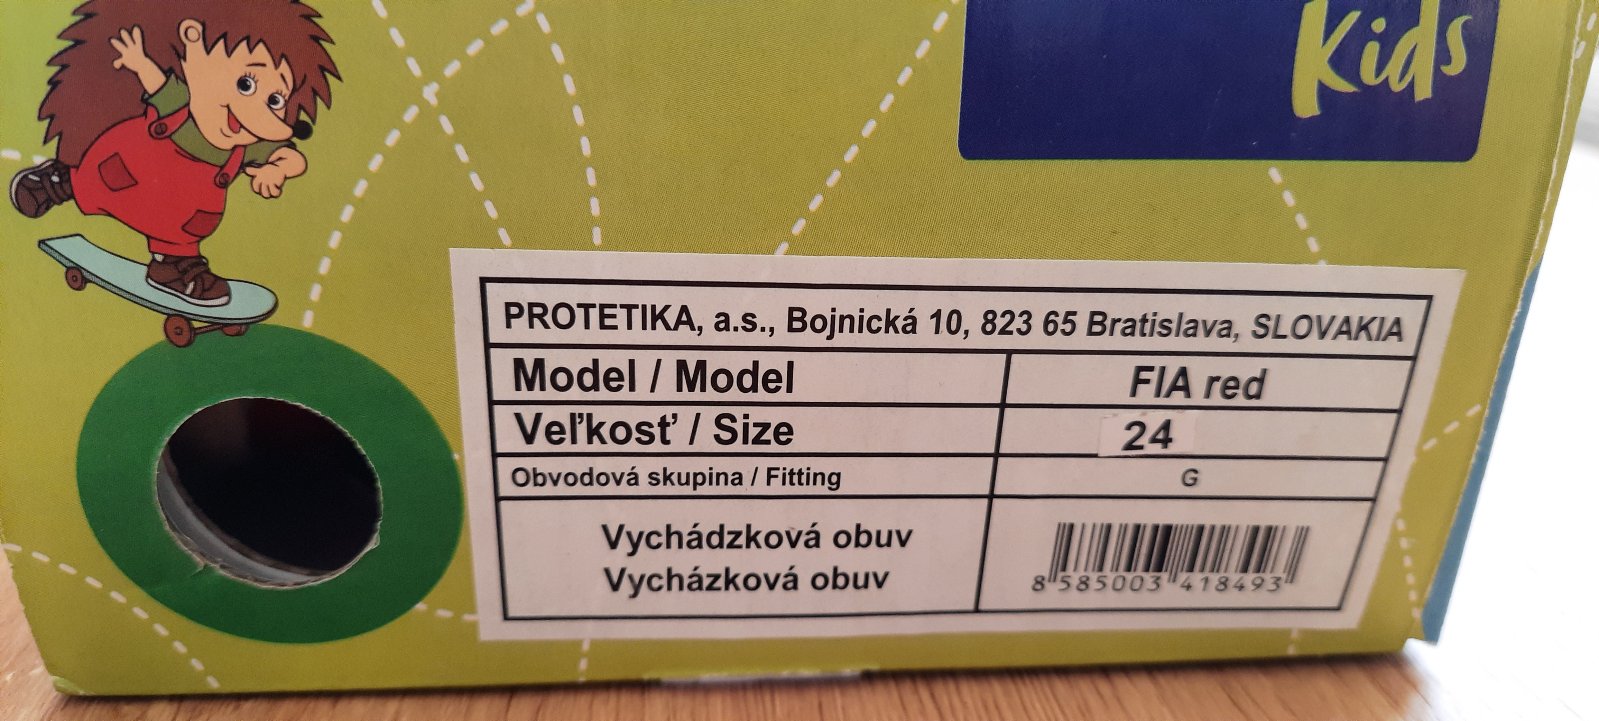 Kids
PROTETIKA, a.s., Bojnická 10, 823 65 Bratislava, SLOVAKIA
Model / Model FIA red
Veľkosť / Size 24
Obvodová skupina / Fitting G
Vychádzková obuv
Vycházková obuv
8 585003 418493